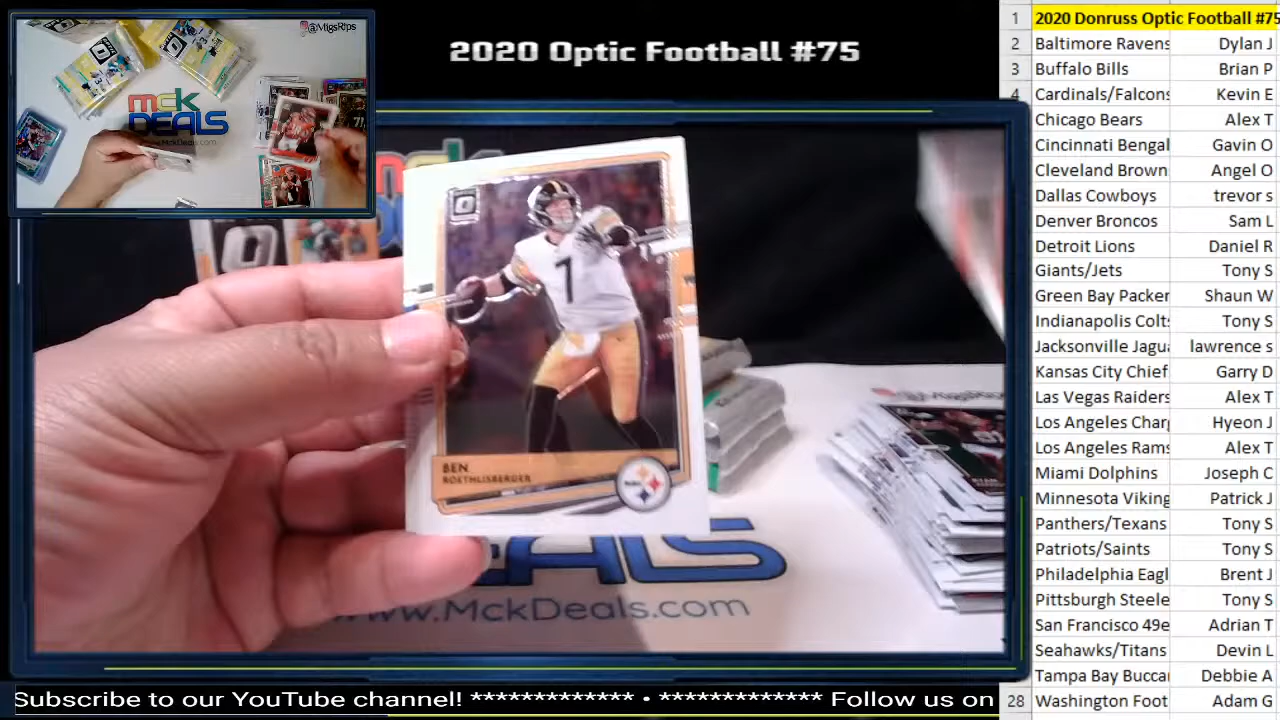 @MigsRips
mck
DEALS
www.MckDeals.com
2020 Optic Football #75
7
BEN
ROETHLISBERGER
www.MckDeals.com
1 2020 Donruss Optic Football #75
2 Baltimore Ravens Dylan J
3 Buffalo Bills Brian P
4 Cardinals/Falcons Kevin E
Chicago Bears Alex T
Cincinnati Bengal Gavin O
Cleveland Brown Angel O
Dallas Cowboys trevor s
Denver Broncos Sam L
Detroit Lions Daniel R
Giants/Jets Tony S
Green Bay Packer Shaun W
Indianapolis Colt Tony S
Jacksonville Jagu lawrence s
Kansas City Chief Garry D
Las Vegas Raiders Alex T
Los Angeles Char Hyeon J
Los Angeles Rams Alex T
Miami Dolphins Joseph C
Minnesota Viking Patrick J
Panthers/Texans Tony S
Patriots/Saints Tony S
Philadelphia Eagl Brent J
Pittsburgh Steele Tony S
San Francisco 49e Adrian T
Seahawks/Titans Devin L
Tampa Bay Bucca Debbie A
28 Washington Foot Adam G
Subscribe to our YouTube channel! ************* • ************* Follow us on